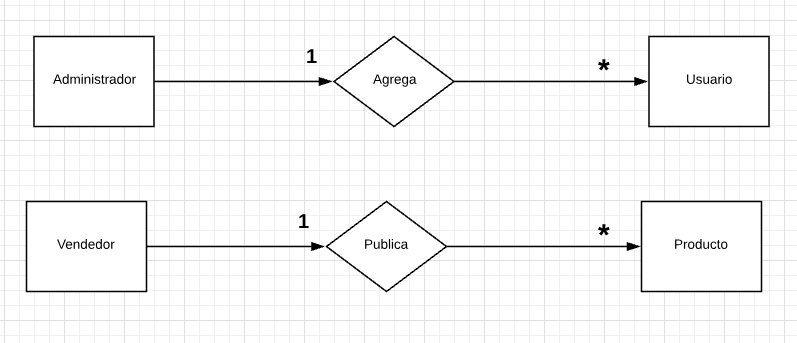 1
*
Administrador
Agrega
Usuario
1
*
Vendedor
Publica
Producto